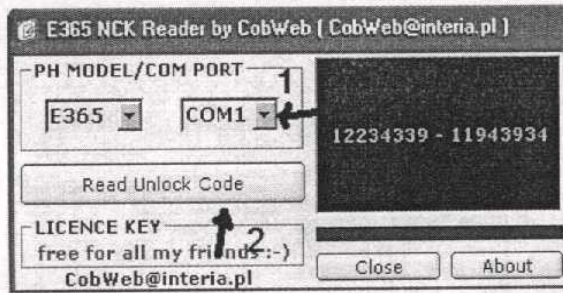 E365 NCK Reader by CobWeb ( CobWeb@interia.pl )
PH MODEL/COM PORT
1
E365
COM1
12234339 - 11943934
Read Unlock Code
2
LICENCE KEY
free for all my friends :-)
CobWeb@interia.pl
Close
About